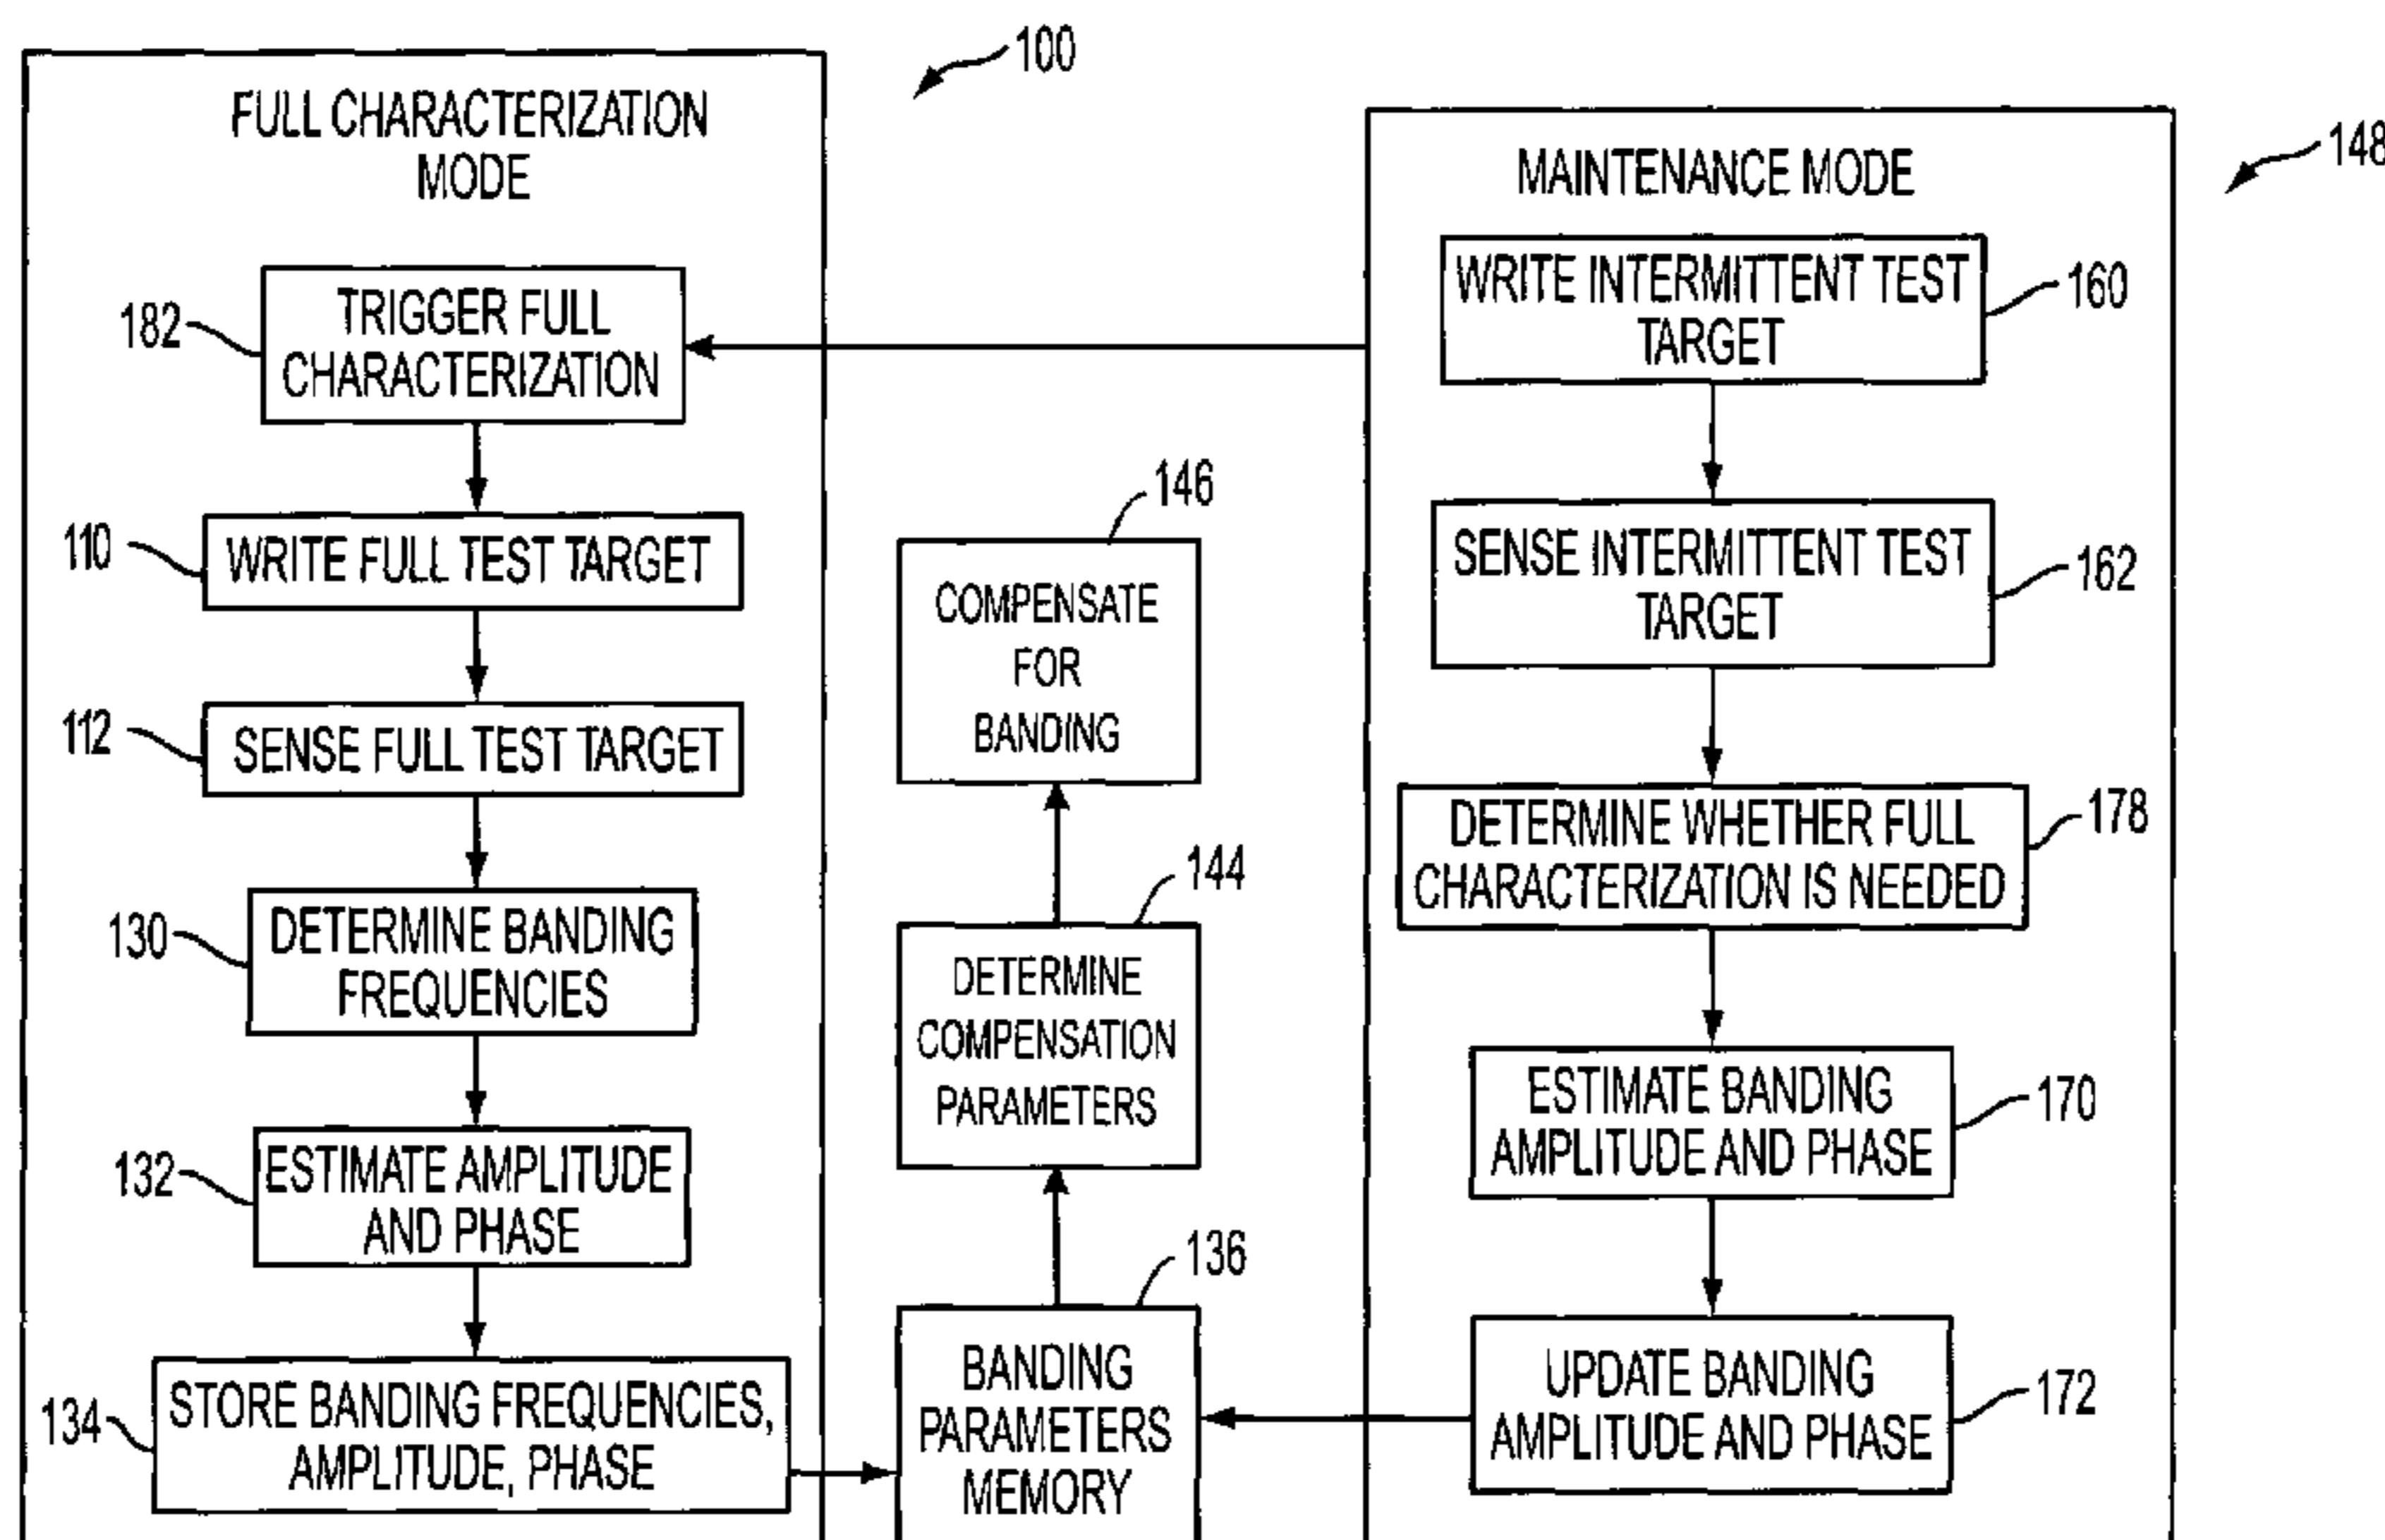 100
FULL CHARACTERIZATION
MODE
182
TRIGGER FULL
CHARACTERIZATION
110
WRITE FULL TEST TARGET
112
SENSE FULL TEST TARGET
130
DETERMINE BANDING
FREQUENCIES
132
ESTIMATE AMPLITUDE
AND PHASE
134
STORE BANDING FREQUENCIES,
AMPLITUDE, PHASE
146
COMPENSATE
FOR
BANDING
144
DETERMINE
COMPENSATION
PARAMETERS
136
BANDING
PARAMETERS
MEMORY
148
MAINTENANCE MODE
WRITE INTERMITTENT TEST
TARGET
160
SENSE INTERMITTENT TEST
TARGET
162
DETERMINE WHETHER FULL
CHARACTERIZATION IS NEEDED
178
ESTIMATE BANDING
AMPLITUDE AND PHASE
170
UPDATE BANDING
AMPLITUDE AND PHASE
172